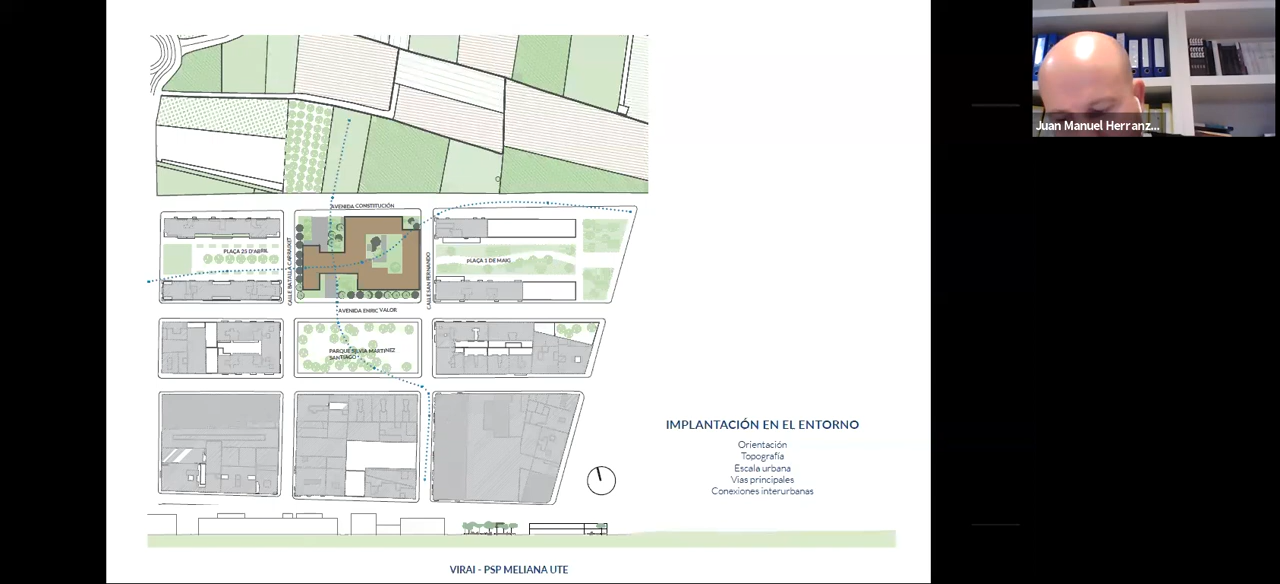 AVENIDA CONSTITUCIÓN
PLAÇA 25 D'ABRIL
CALLE BATALLA CARRAIXET
CALLE SAN FERNANDO
PLAÇA 1 DE MAIG
AVENIDA ENRIC VALOR
PARQUE SILVIA MARTINEZ
SANTIAGO
IMPLANTACIÓN EN EL ENTORNO
Orientación
Topografía
Escala urbana
Vias principales
Conexiones interurbanas
VIRAI - PSP MELIANA UTE
Juan Manuel Herranz...